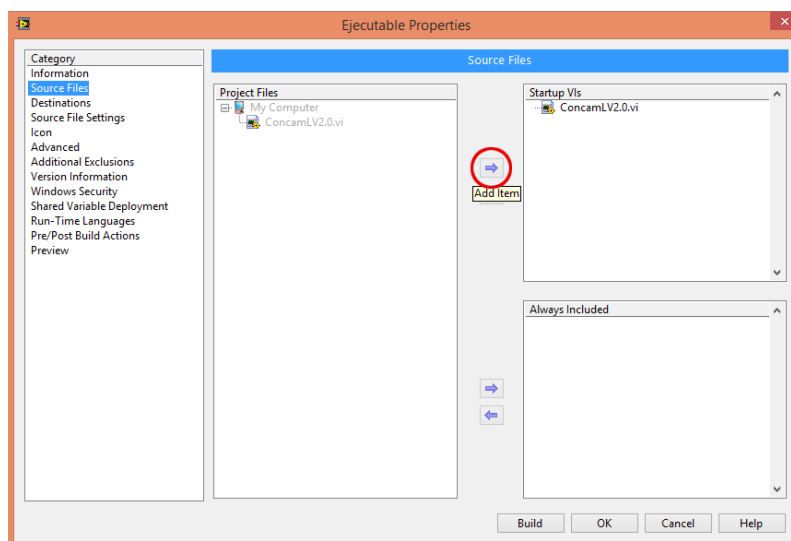 Ejecutable Properties
Category
Information
Source Files
Destinations
Source File Settings
Icon
Advanced
Additional Exclusions
Version Information
Windows Security
Shared Variable Deployment
Run-Time Languages
Pre/Post Build Actions
Preview
Source Files
Project Files
My Computer
ConcamLV2.0.vi
Add Item
Startup VIs
ConcamLV2.0.vi
Always Included
Build
OK
Cancel
Help